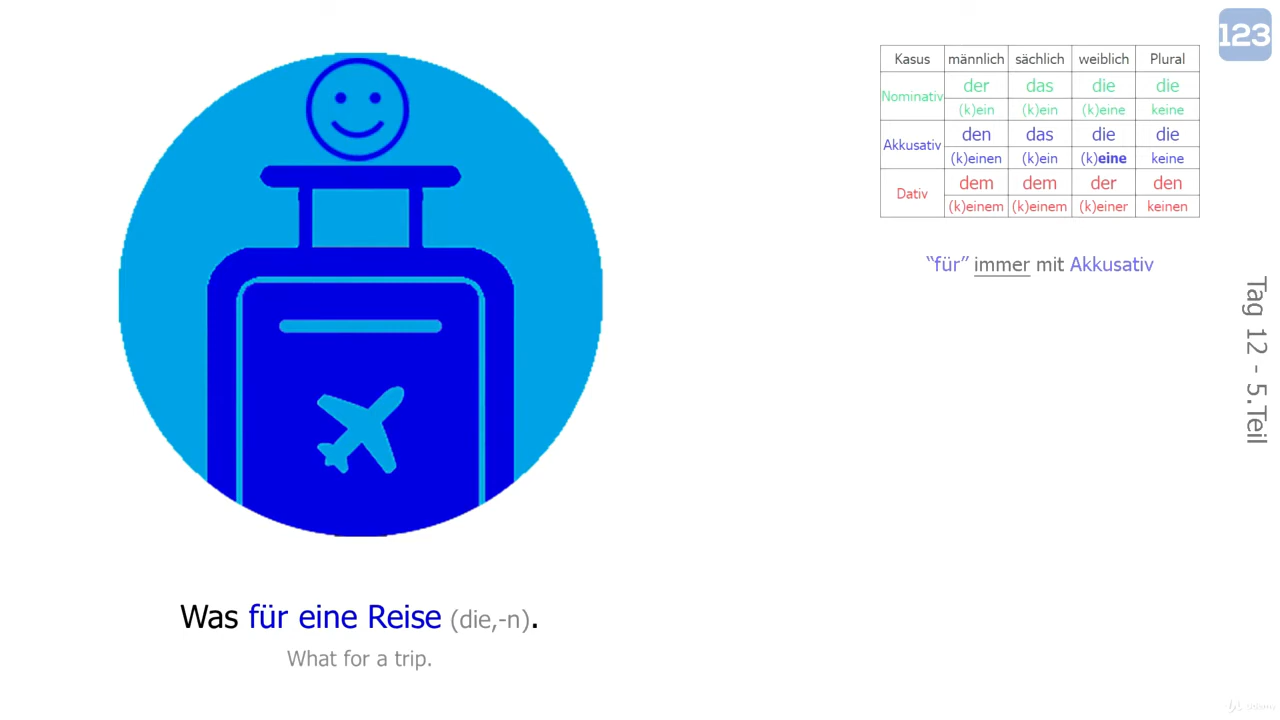 123
Kasus männlich sächlich weiblich Plural
Nominativ
der das die die
(k)ein (k)ein (k)eine keine
Akkusativ
den das die die
(k)einen (k)ein (k)eine keine
Dativ
dem dem der den
(k)einem (k)einem (k)einer keinen
“für” immer mit Akkusativ
Tag 12 - 5.Teil
Was für eine Reise (die,-n).
What for a trip.